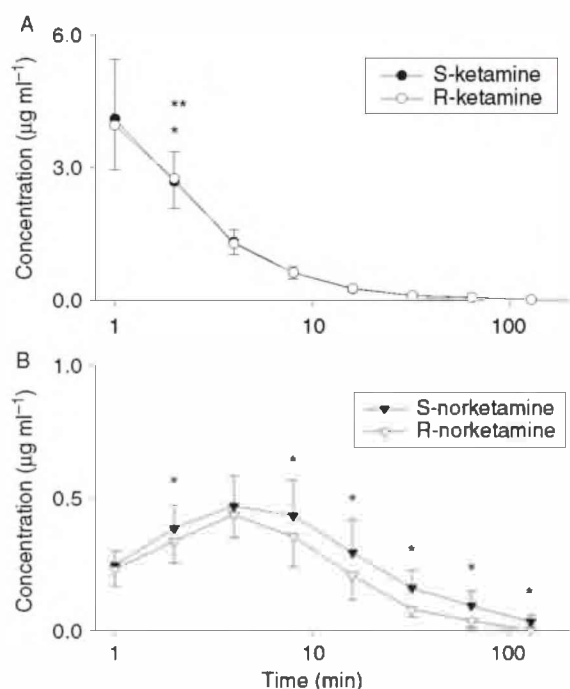 A
6.0
S-ketamine
R-ketamine
**
*
Concentration (µg ml⁻¹)
3.0
0.0
1
10
100
B
1.0
S-norketamine
R-norketamine
*
*
*
*
*
*
Concentration (µg ml⁻¹)
0.5
0.0
1
10
100
Time (min)